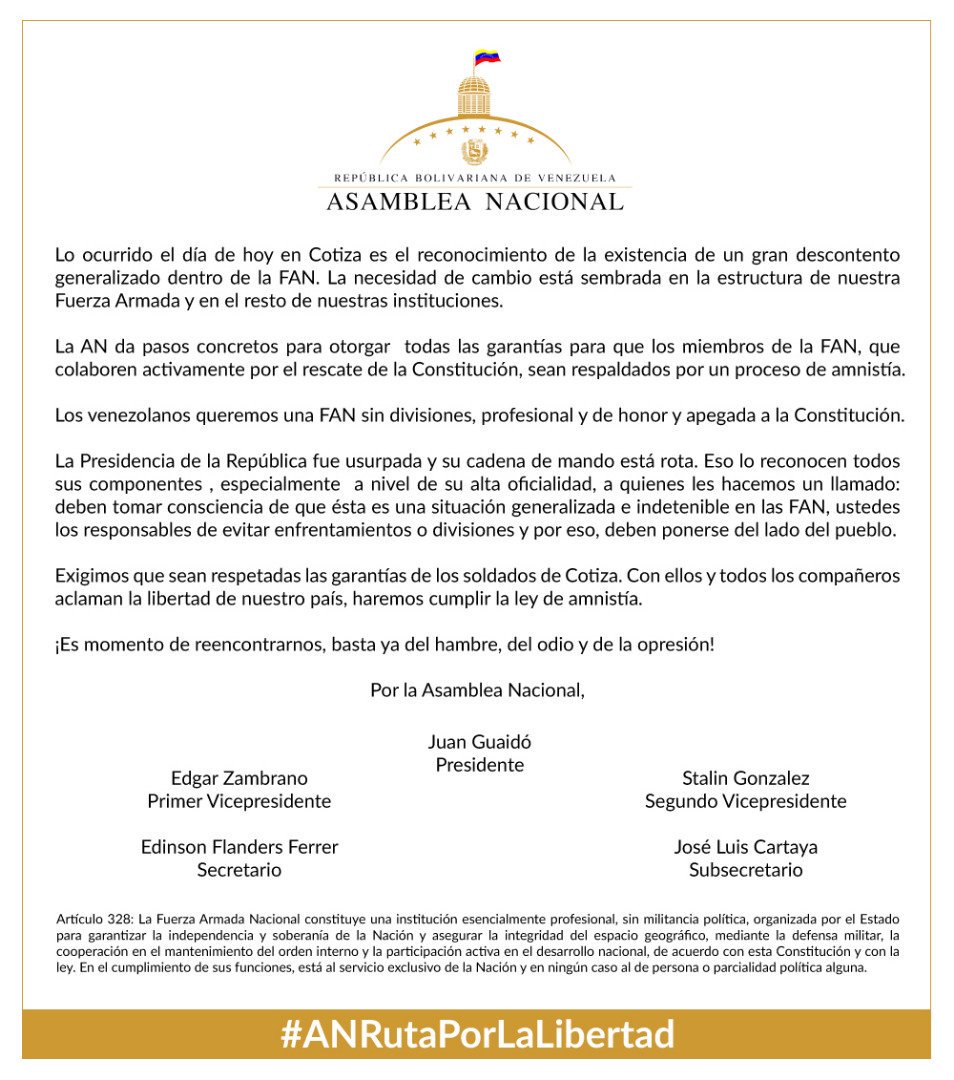 REPÚBLICA BOLIVARIANA DE VENEZUELA
ASAMBLEA NACIONAL
Lo ocurrido el día de hoy en Cotiza es el reconocimiento de la existencia de un gran descontento
generalizado dentro de la FAN. La necesidad de cambio está sembrada en la estructura de nuestra
Fuerza Armada y en el resto de nuestras instituciones.
La AN da pasos concretos para otorgar todas las garantías para que los miembros de la FAN, que
colaboren activamente por el rescate de la Constitución, sean respaldados por un proceso de amnistía.
Los venezolanos queremos una FAN sin divisiones, profesional y de honor y apegada a la Constitución.
La Presidencia de la República fue usurpada y su cadena de mando está rota. Eso lo reconocen todos
sus componentes , especialmente a nivel de su alta oficialidad, a quienes les hacemos un llamado:
deben tomar consciencia de que ésta es una situación generalizada e indetenible en las FAN, ustedes
los responsables de evitar enfrentamientos o divisiones y por eso, deben ponerse del lado del pueblo.
Exigimos que sean respetadas las garantías de los soldados de Cotiza. Con ellos y todos los compañeros
aclaman la libertad de nuestro país, haremos cumplir la ley de amnistía.
¡Es momento de reencontrarnos, basta ya del hambre, del odio y de la opresión!
Por la Asamblea Nacional,
Juan Guaidó
Presidente
Edgar Zambrano
Primer Vicepresidente
Stalin Gonzalez
Segundo Vicepresidente
Edinson Flanders Ferrer
Secretario
José Luis Cartaya
Subsecretario
Artículo 328: La Fuerza Armada Nacional constituye una institución esencialmente profesional, sin militancia política, organizada por el Estado
para garantizar la independencia y soberanía de la Nación y asegurar la integridad del espacio geográfico, mediante la defensa militar, la
cooperación en el mantenimiento del orden interno y la participación activa en el desarrollo nacional, de acuerdo con esta Constitución y con la
ley. En el cumplimiento de sus funciones, está al servicio exclusivo de la Nación y en ningún caso al de persona o parcialidad política alguna.
#ANRutaPorLaLibertad